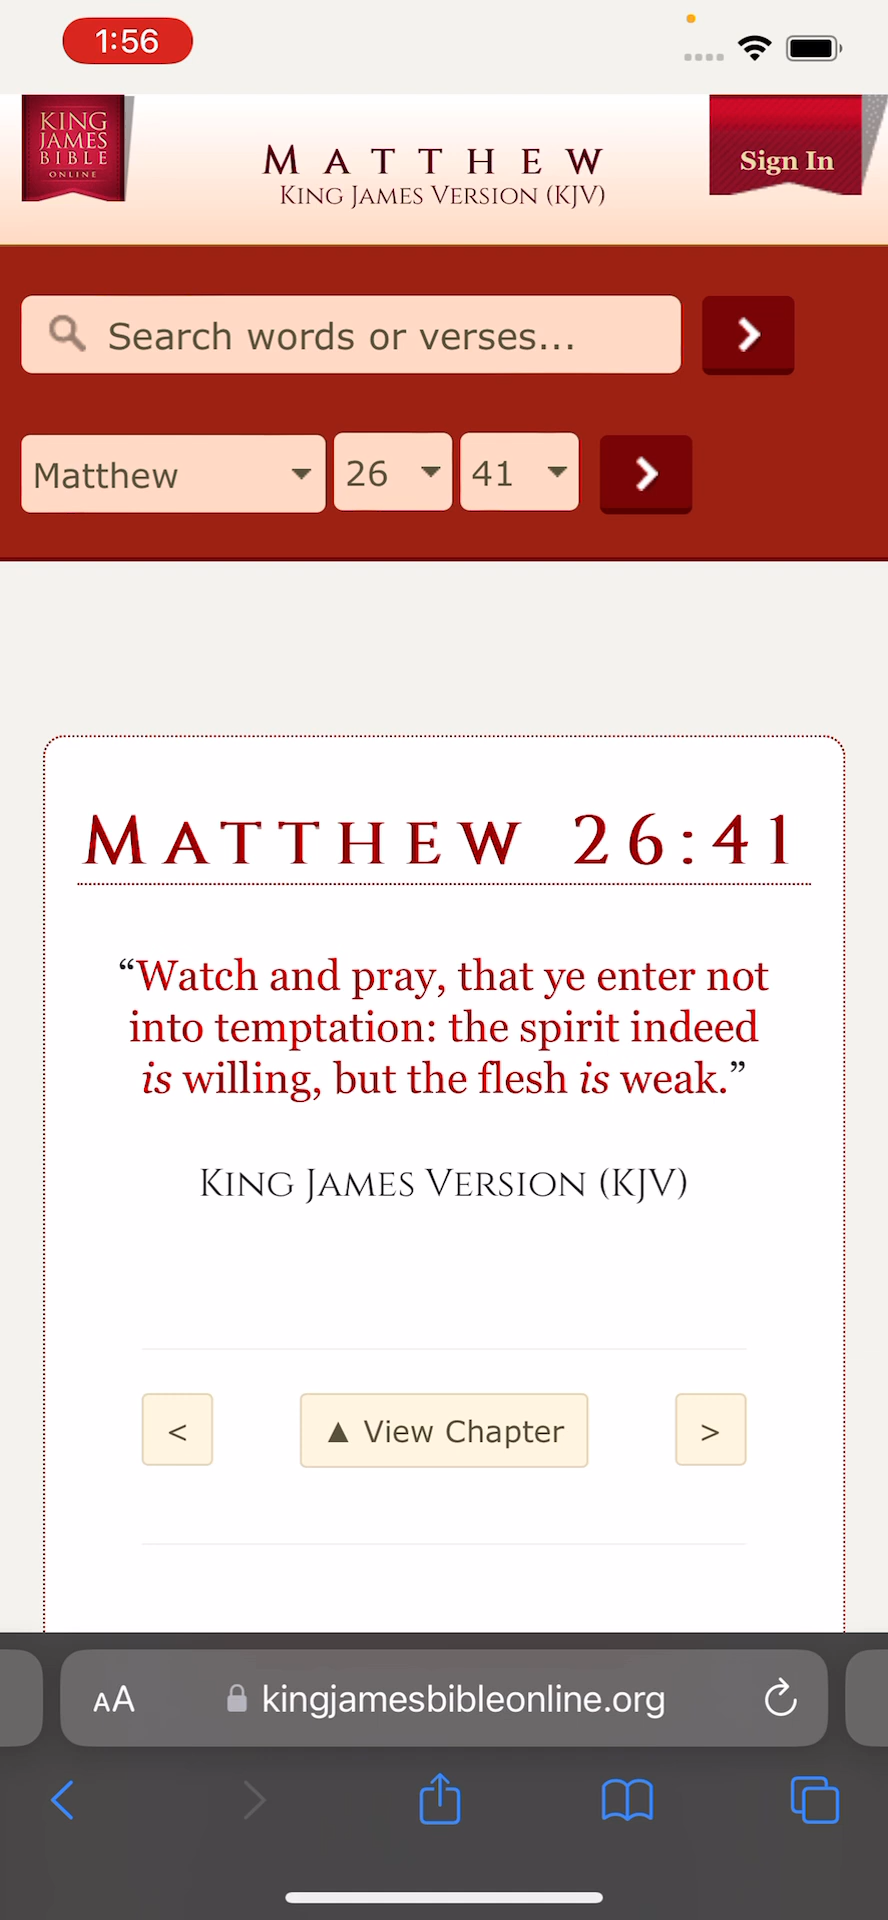 1:56
KING
JAMES
BIBLE
ONLINE
MATTHEW
KING JAMES VERSION (KJV)
Sign In
Search words or verses...
Matthew 26 41
MATTHEW 26:41
“Watch and pray, that ye enter not
into temptation: the spirit indeed
is willing, but the flesh is weak.”
KING JAMES VERSION (KJV)
< ▲ View Chapter >
AA kingjamesbibleonline.org